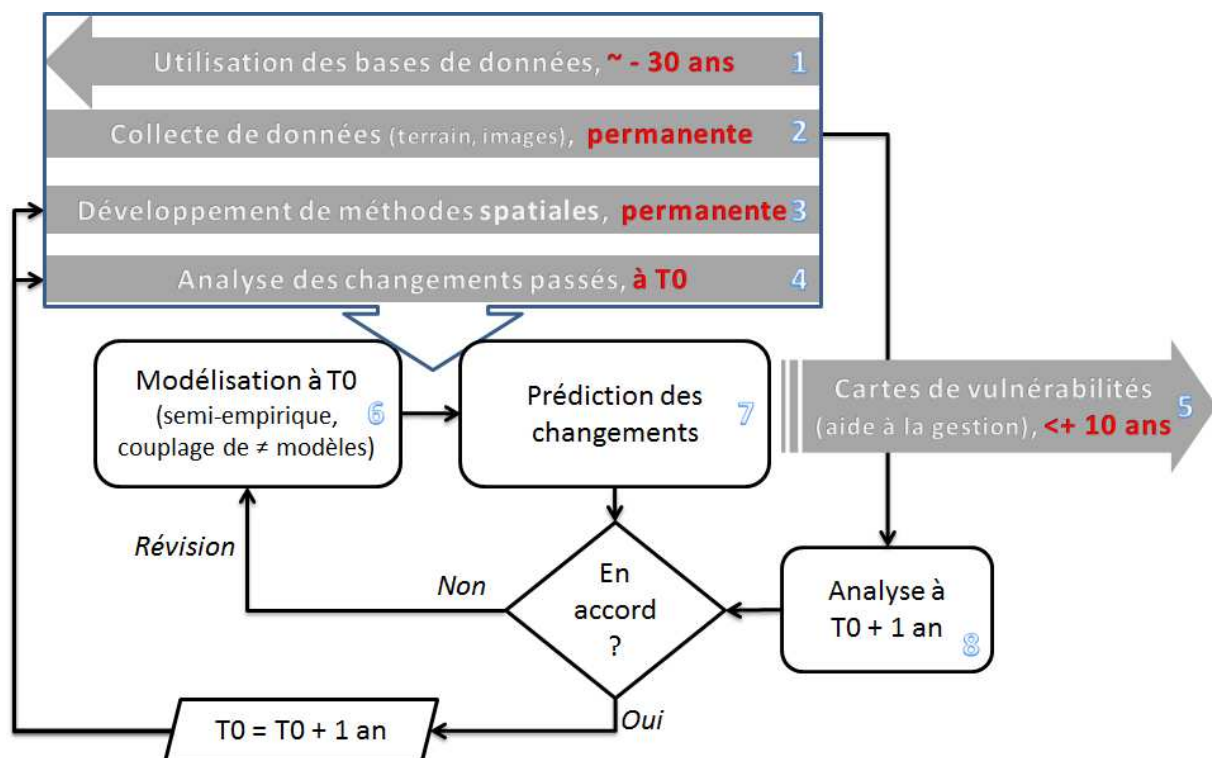 Utilisation des bases de données, ~ - 30 ans 1
Collecte de données (terrain, images), permanente 2
Développement de méthodes spatiales, permanente 3
Analyse des changements passés, à T0 4
Modélisation à T0
(semi-empirique, 6
couplage de ≠ modèles)
Prédiction des 7
changements
Cartes de vulnérabilités 5
(aide à la gestion), <+ 10 ans
Révision
Non
En
accord
?
Analyse à
T0 + 1 an
8
Oui
T0 = T0 + 1 an